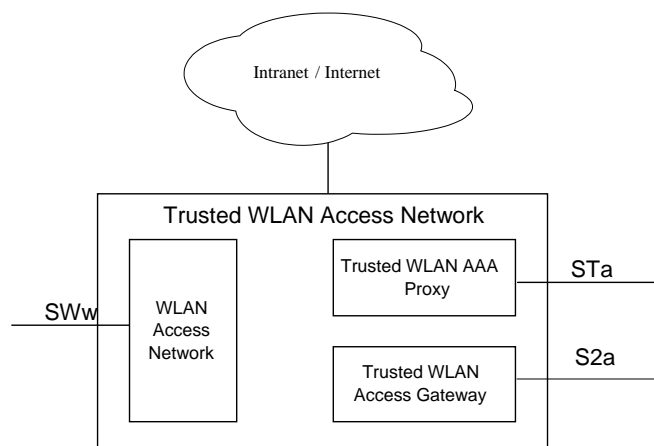 Intranet / Internet
Trusted WLAN Access Network
SWw
WLAN
Access
Network
Trusted WLAN AAA
Proxy
STa
Trusted WLAN
Access Gateway
S2a